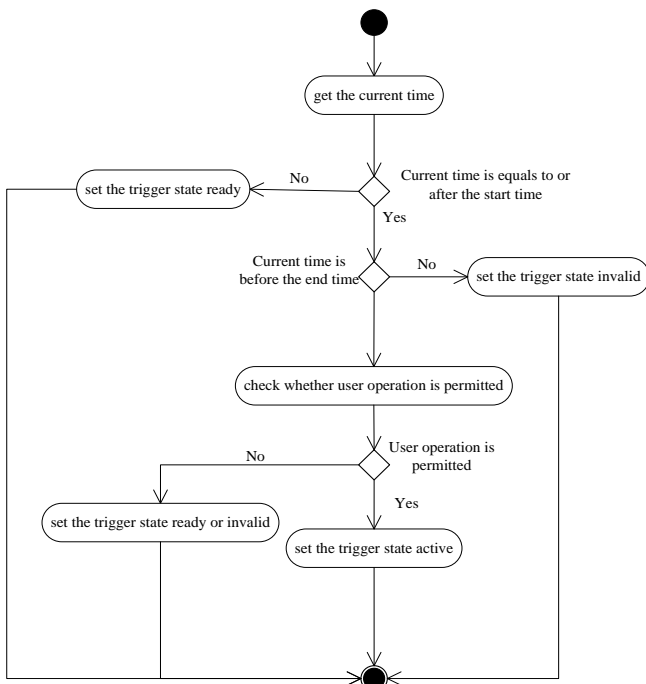 get the current time
Current time is equals to or
after the start time
No
set the trigger state ready
Yes
Current time is
before the end time
No
set the trigger state invalid
check whether user operation is permitted
User operation is
permitted
No
set the trigger state ready or invalid
Yes
set the trigger state active